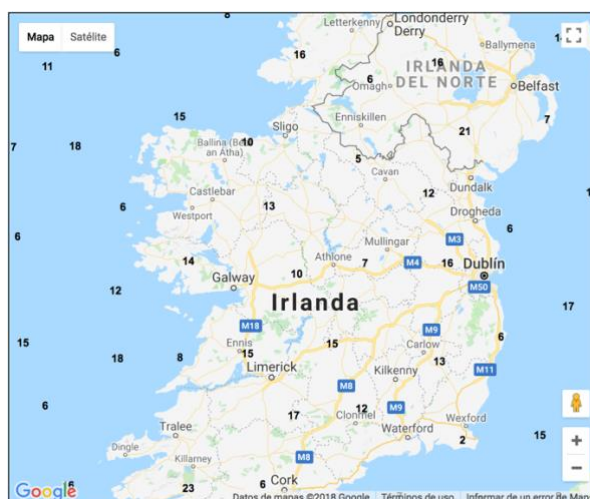 8
Letterkenny
Londonderry
Derry
Mapa Satélite
6
16
Ballymena
11
6
16
IRLANDA
DEL NORTE
Omagh
Belfast
15
Enniskillen
7
Sligo
21
7
18
Ballina (Béal
an Átha)
10
5
Cavan
Dundalk
12
Castlebar
6
Westport
13
Drogheda
6
6
Mullingar
M3
14
Athlone
7
M4
16
Dublín
10
Galway
M50
12
Irlanda
17
M18
M9
15
15
6
Ennis
15
Carlow
18
8
13
M11
Limerick
Kilkenny
M8
6
17
12
M9
Clonmel
Wexford
Tralee
Waterford
2
15
Dingle
Killarney
M8
6
23
6
Cork
Google
Datos de mapas ©2018 Google Términos de uso Informar de un error de Maps